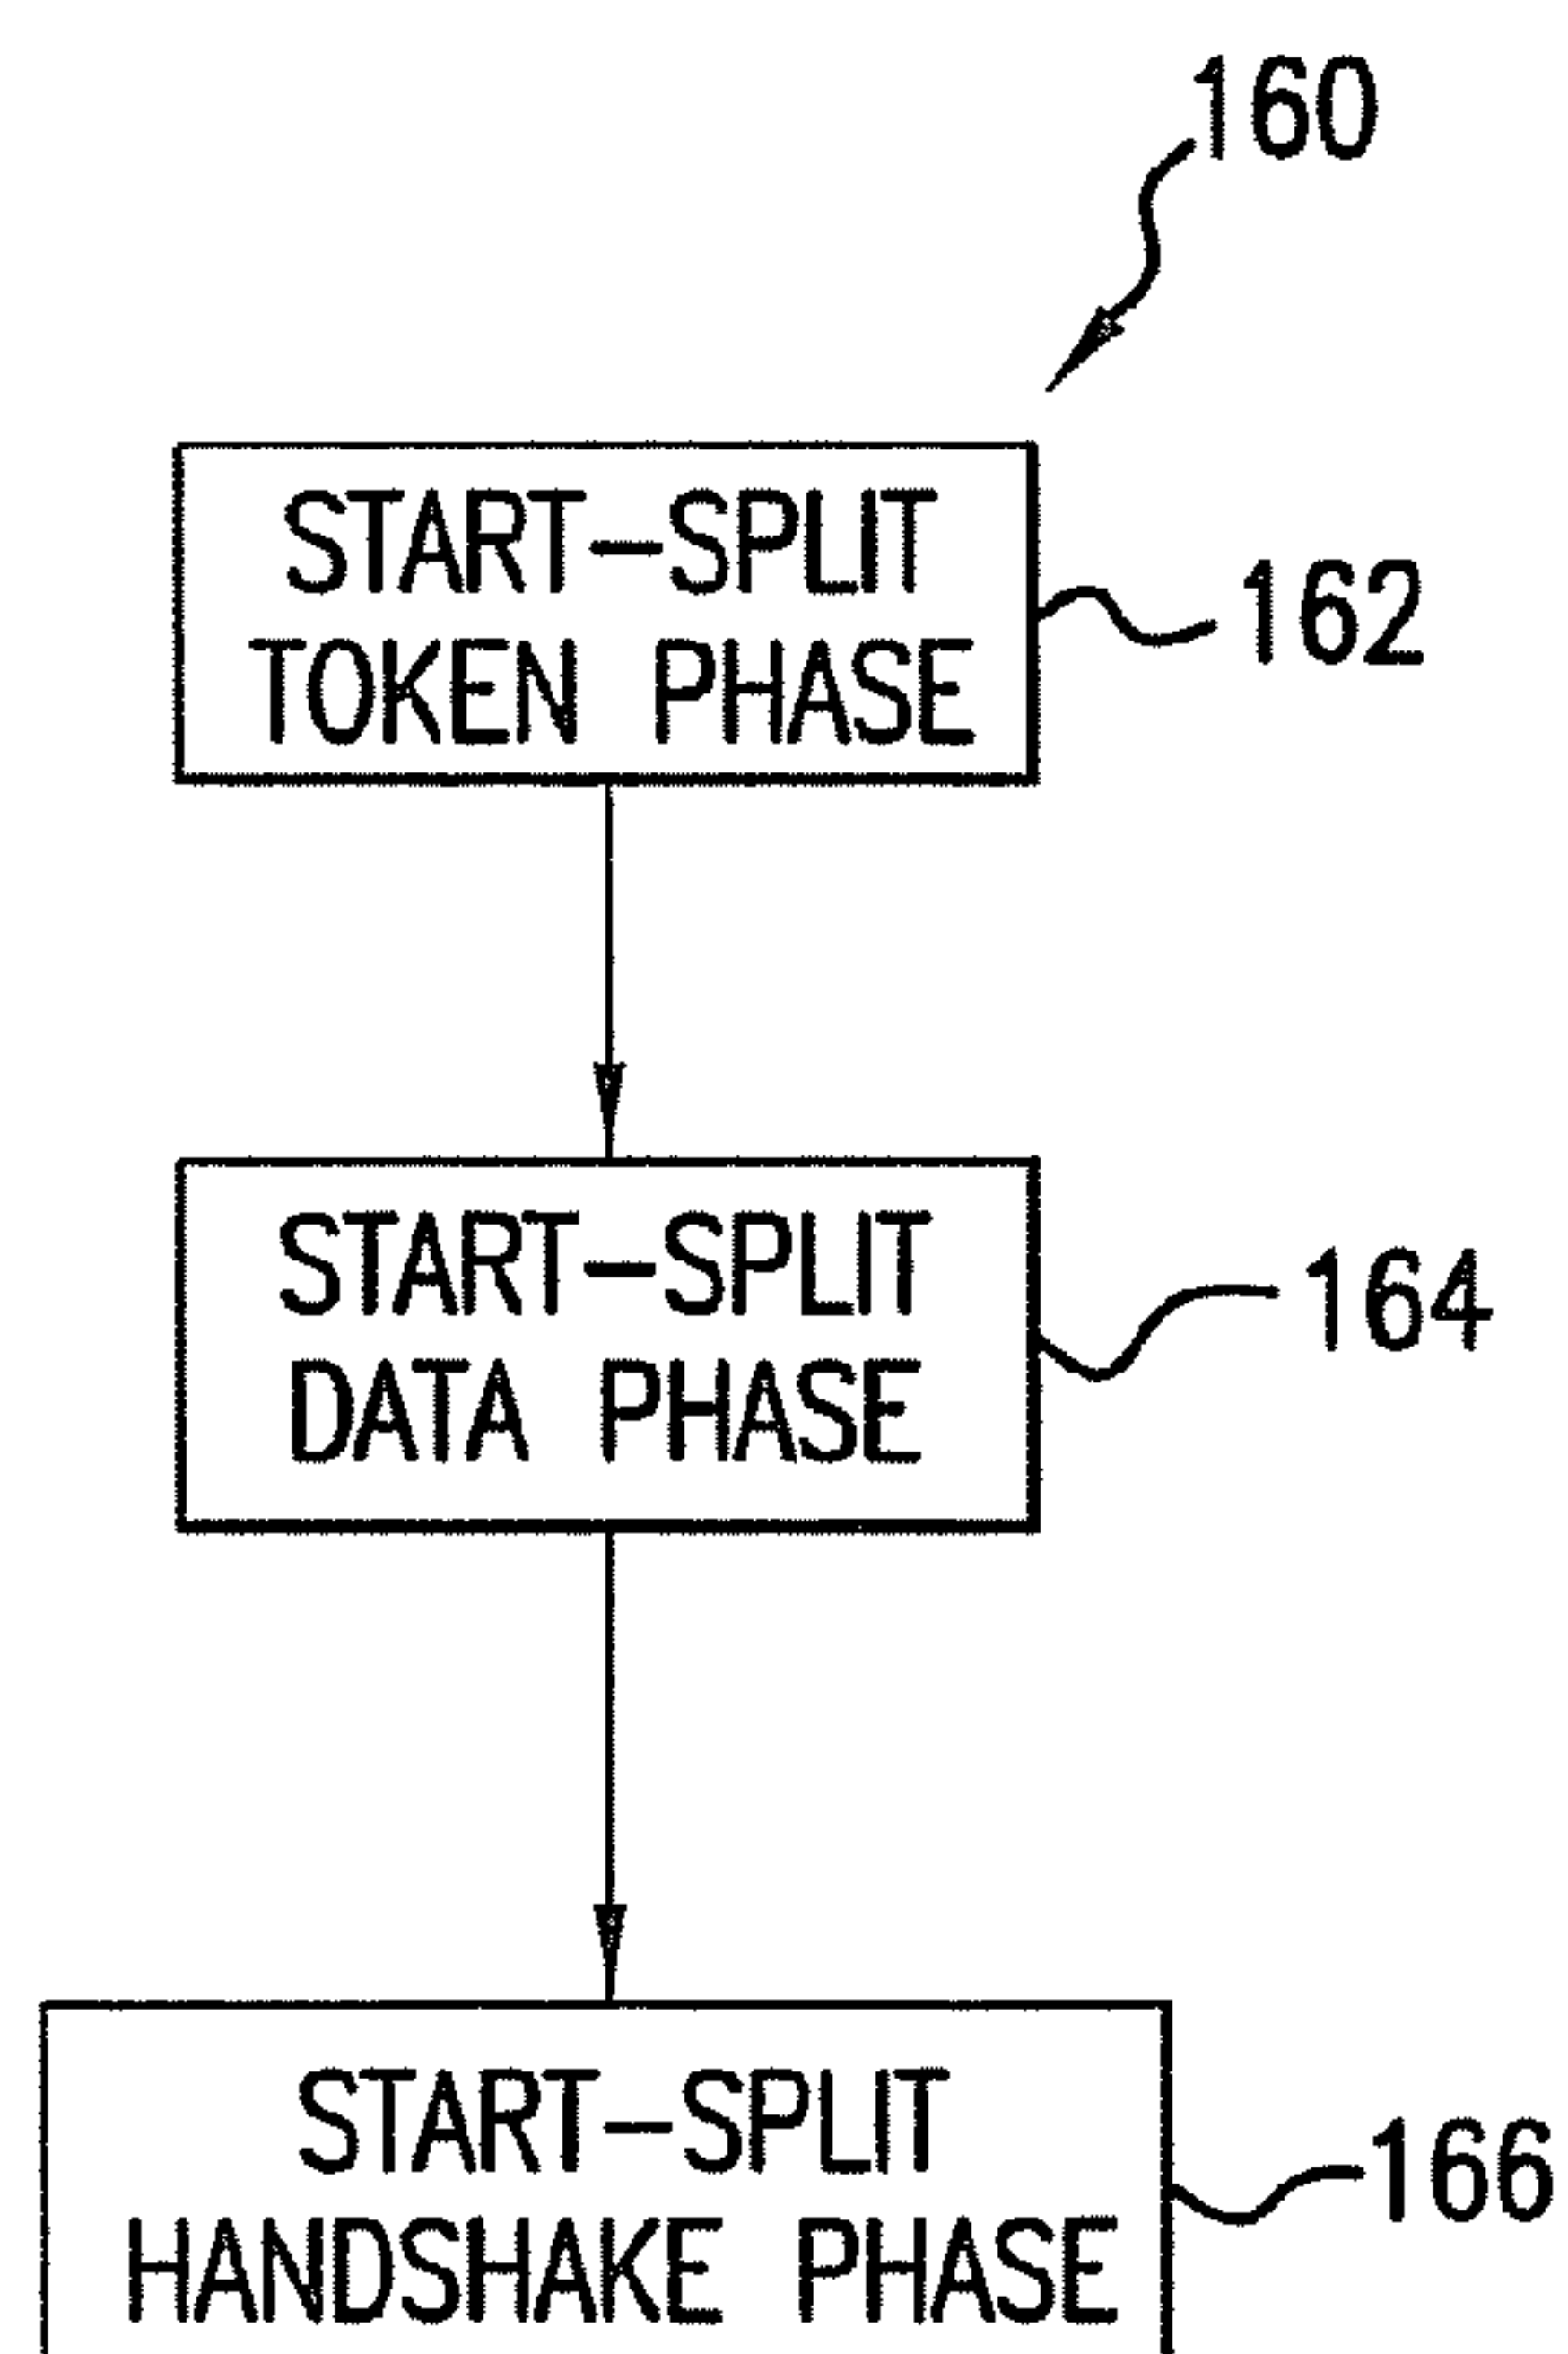 160
START-SPLIT
TOKEN PHASE
162
START-SPLIT
DATA PHASE
164
START-SPLIT
HANDSHAKE PHASE
166